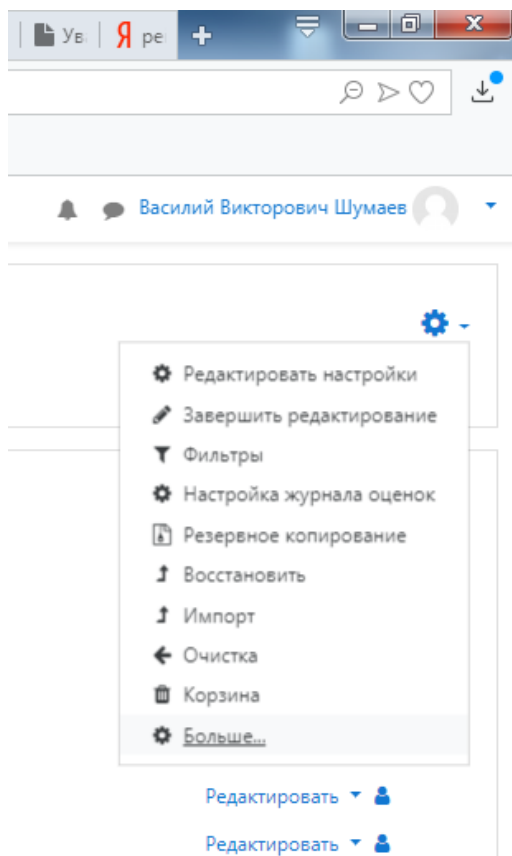 Ув Я ре
Василий Викторович Шумаев
Редактировать настройки
Завершить редактирование
Фильтры
Настройка журнала оценок
Резервное копирование
Восстановить
Импорт
Очистка
Корзина
Больше...
Редактировать
Редактировать